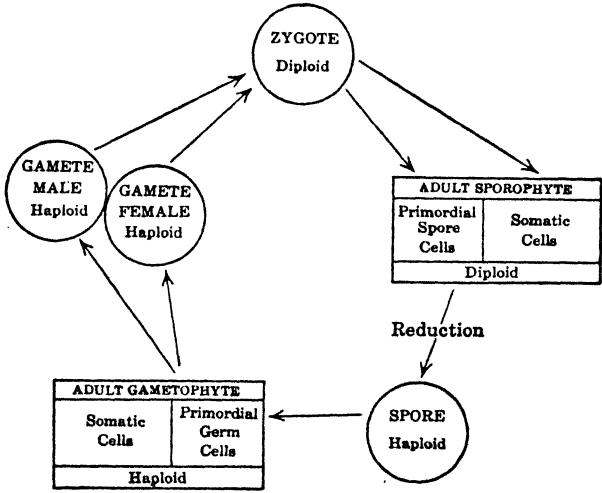 ZYGOTE
Diploid
GAMETE
MALE
Haploid
GAMETE
FEMALE
Haploid
ADULT SPOROPHYTE
Primordial
Spore
Cells
Somatic
Cells
Diploid
Reduction
ADULT GAMETOPHYTE
Somatic
Cells
Primordial
Germ
Cells
Haploid
SPORE
Haploid